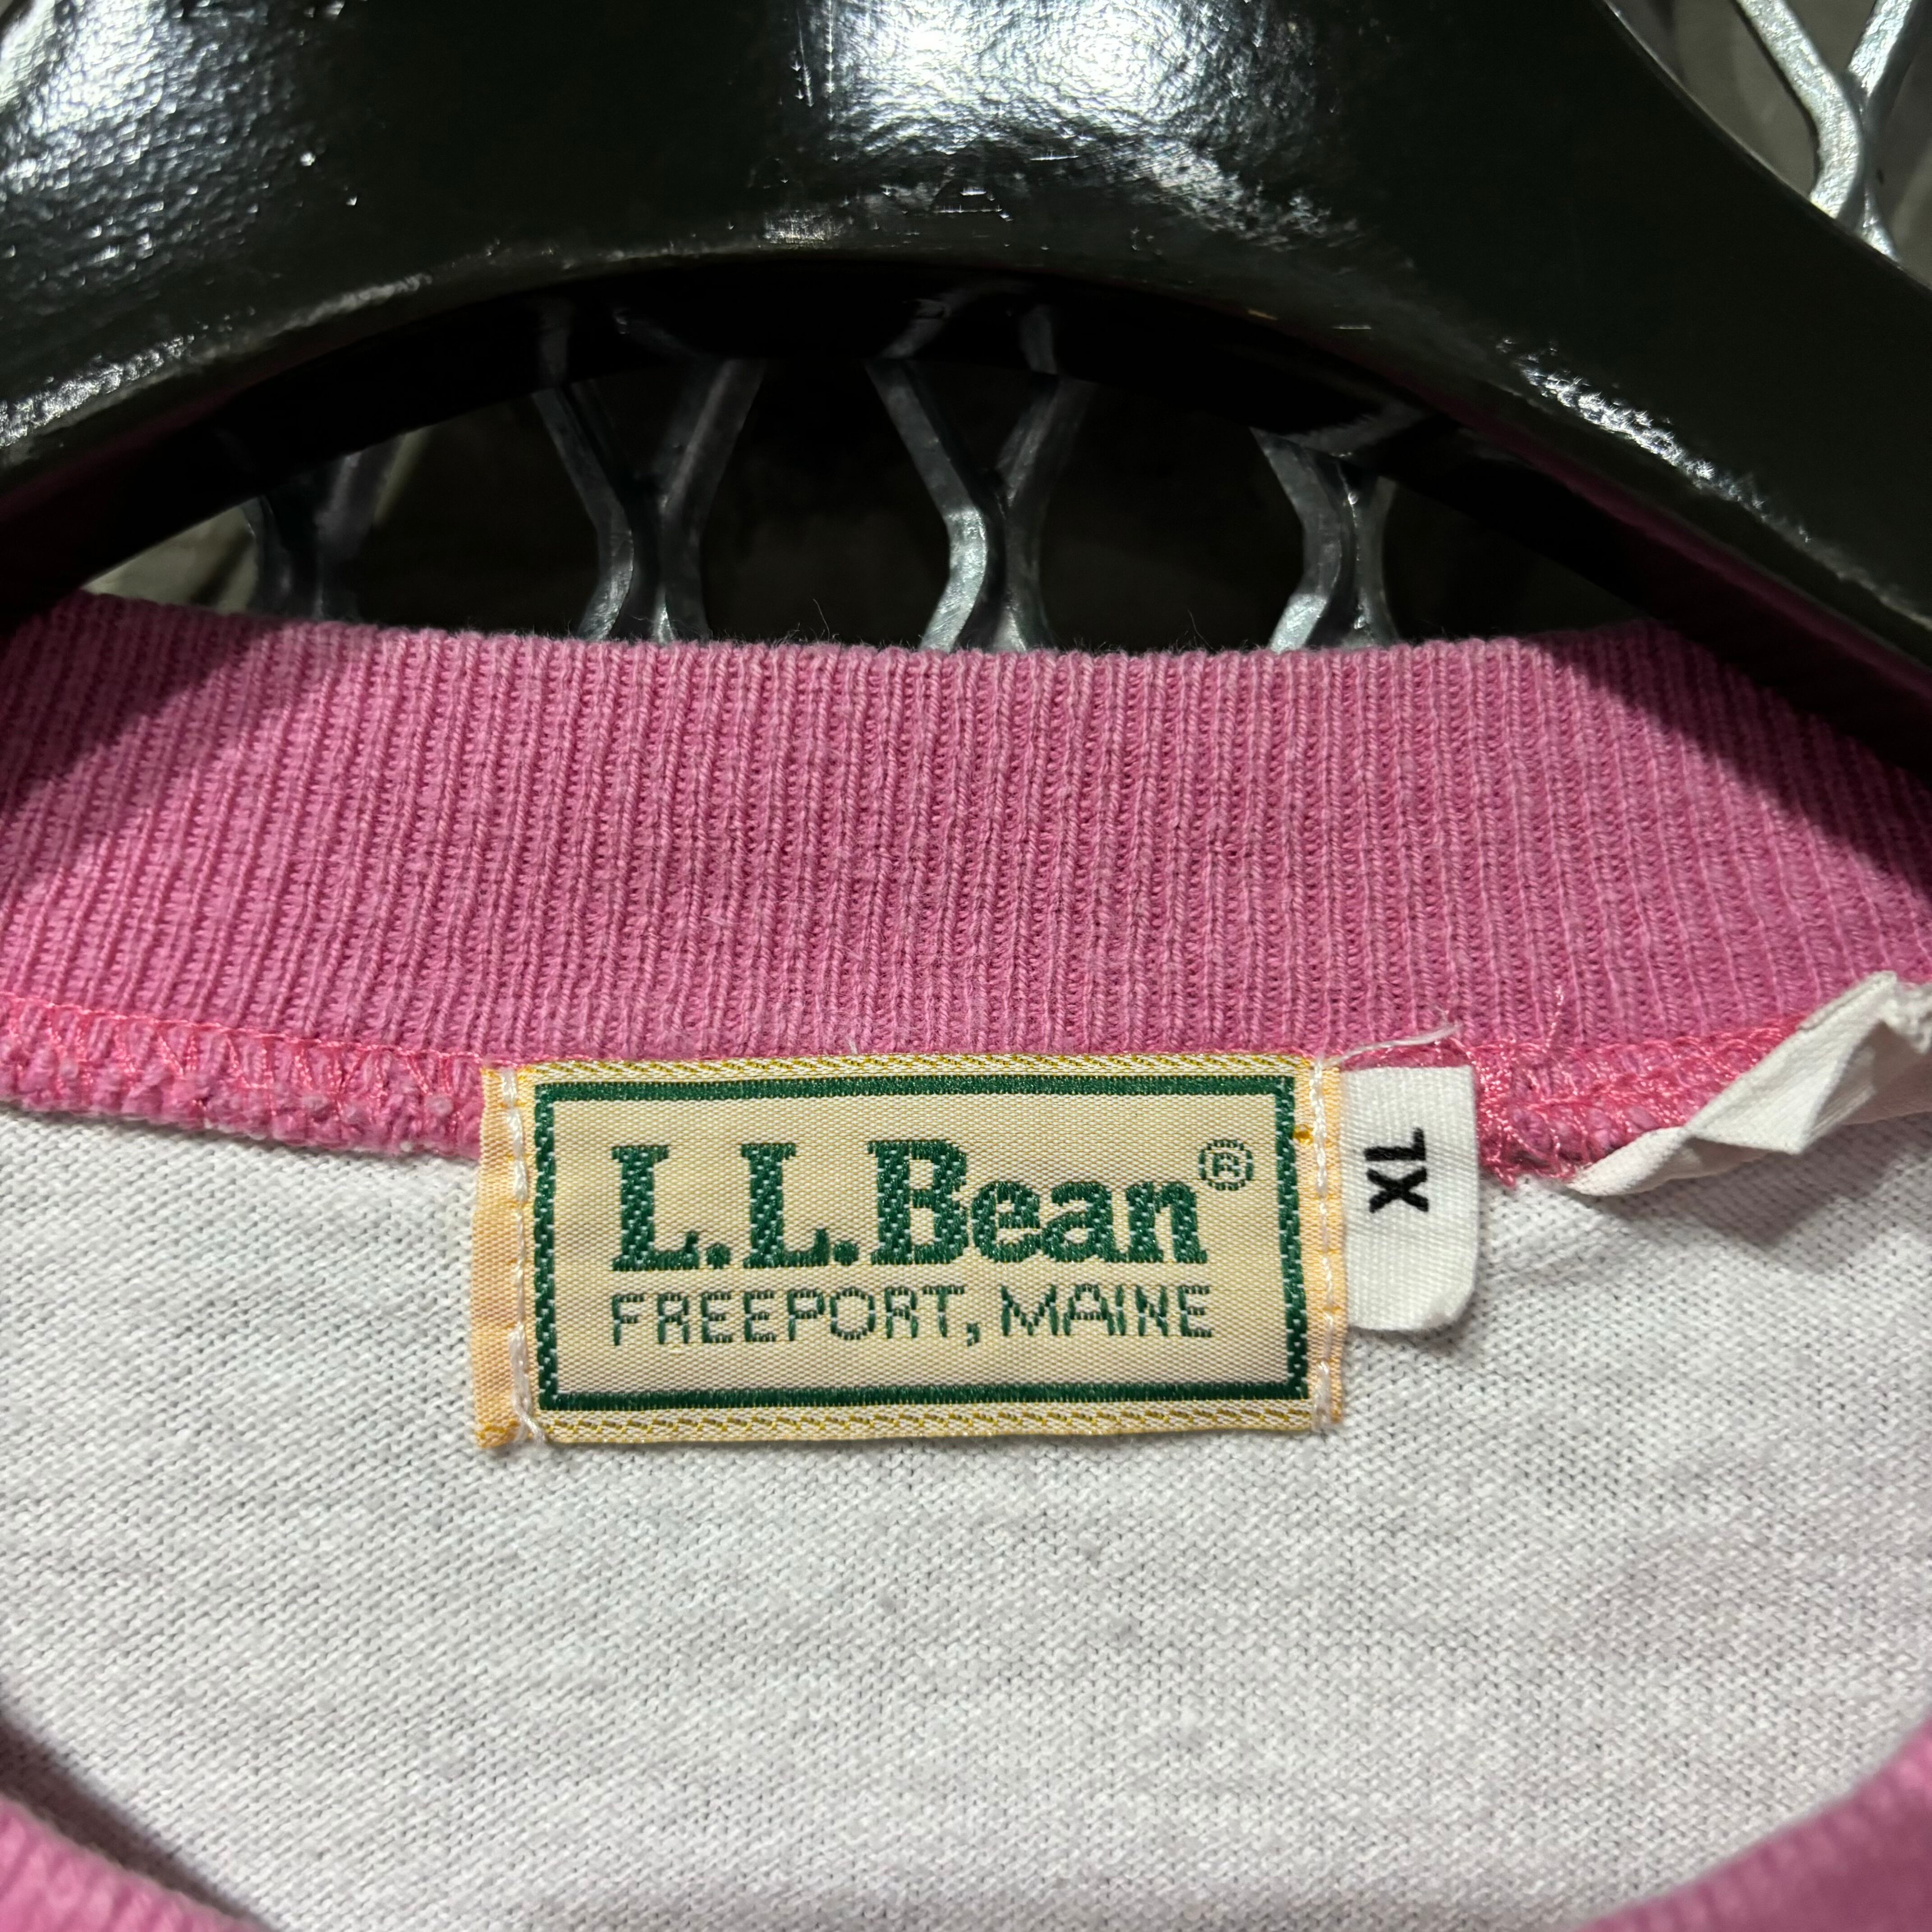 L.L.Bean®
FREEPORT, MAINE
XL